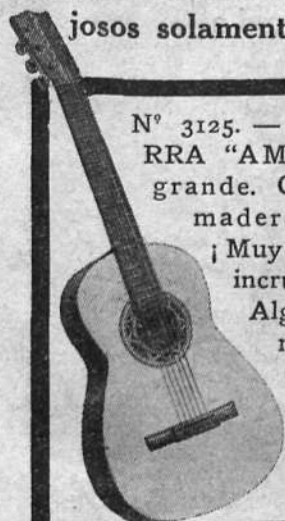 josos solament
Nº 3125. —
RRA "AM
grande. C
mader
¡Muy
incru
Alg